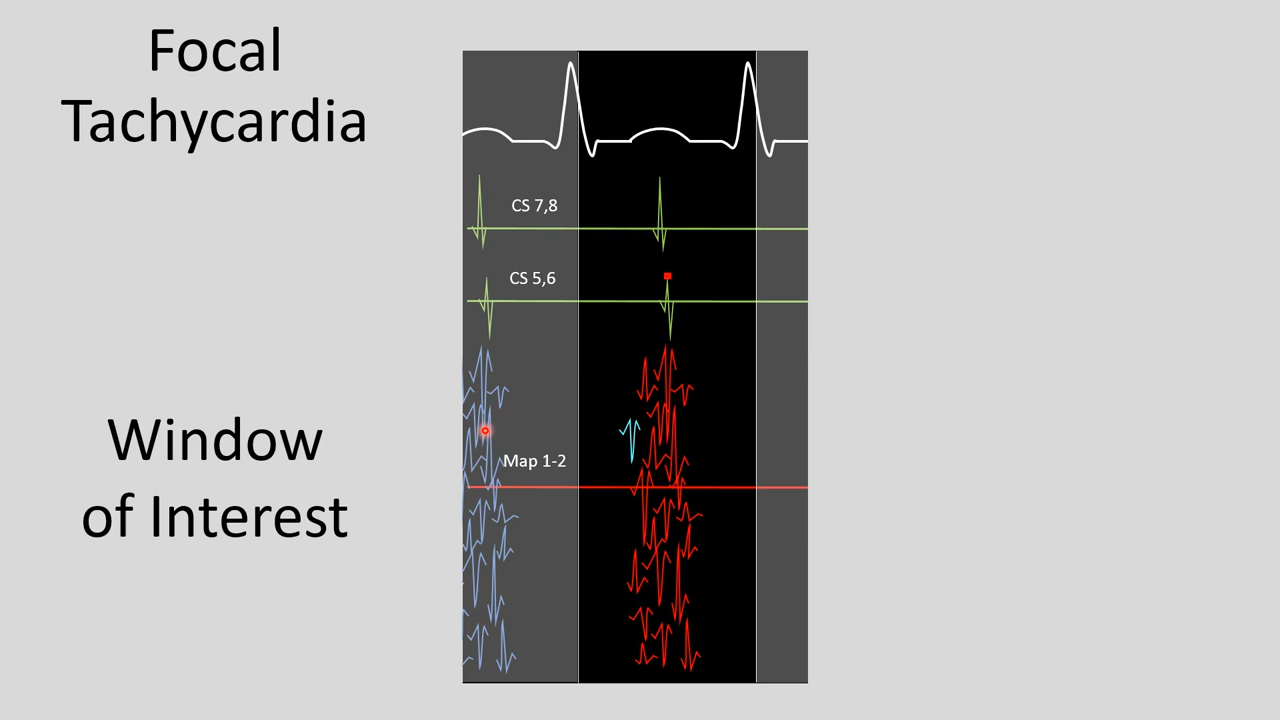 Focal
Tachycardia
CS 7,8
CS 5,6
Window
of Interest
Map 1-2